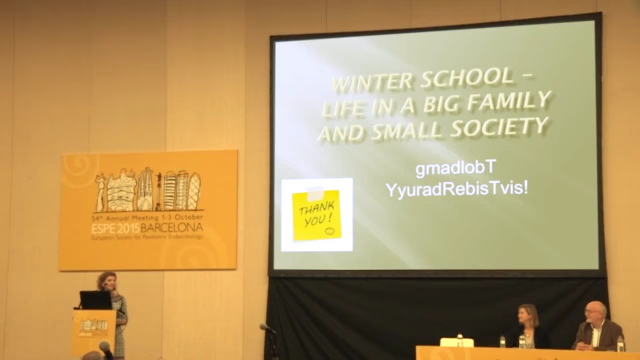 54th Annual Meeting 1-3 October
ESPE 2015 BARCELONA
European Society for Paediatric Endocrinology
WINTER SCHOOL –
LIFE IN A BIG FAMILY
AND SMALL SOCIETY
gmadlobT
YyuradRebisTvis!
THANK
YOU!